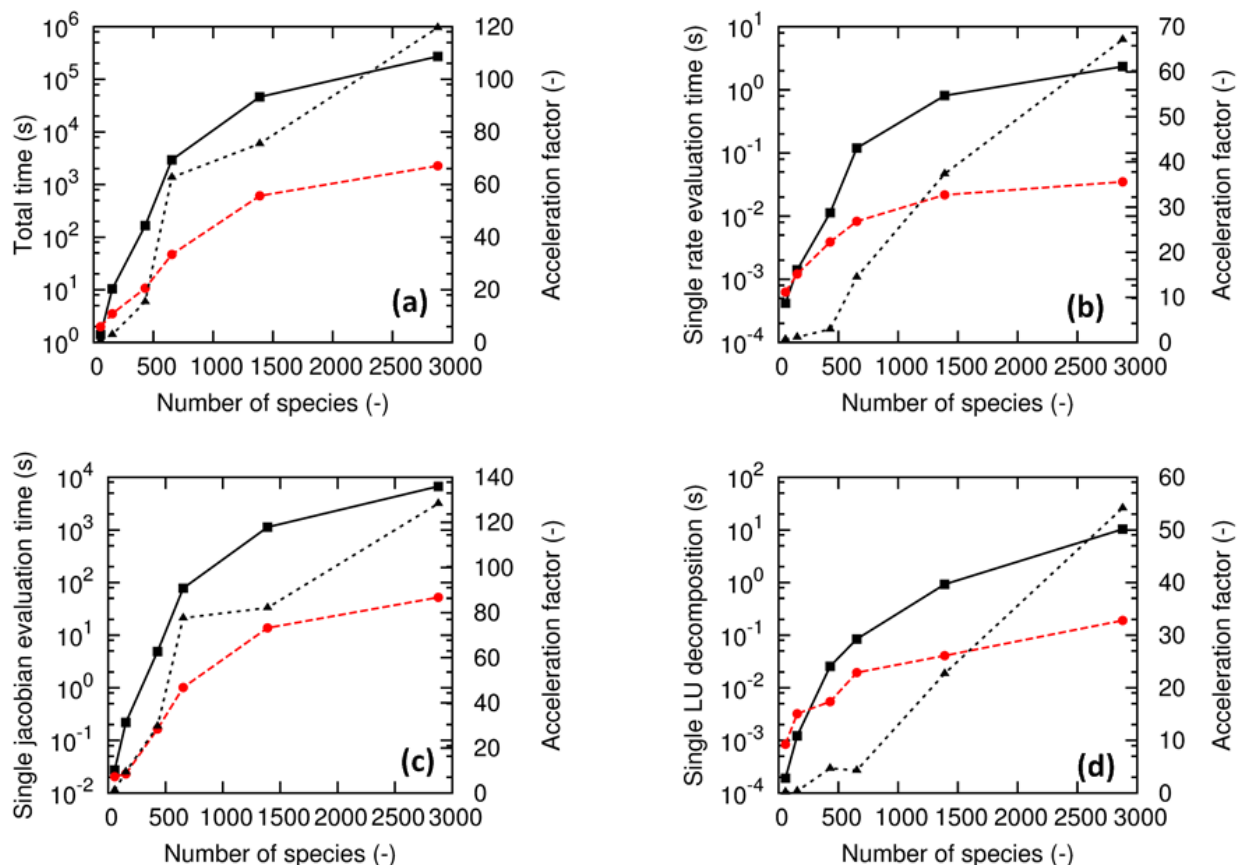 Total time (s)
10^6
10^5
10^4
10^3
10^2
10^1
10^0
0 500 1000 1500 2000 2500 3000
Number of species (-)
120
100
80
60
40
20
0
Acceleration factor (-)
(a)
Single rate evaluation time (s)
10^1
10^0
10^-1
10^-2
10^-3
10^-4
0 500 1000 1500 2000 2500 3000
Number of species (-)
70
60
50
40
30
20
10
0
Acceleration factor (-)
(b)
Single jacobian evaluation time (s)
10^4
10^3
10^2
10^1
10^0
10^-1
10^-2
0 500 1000 1500 2000 2500 3000
Number of species (-)
140
120
100
80
60
40
20
0
Acceleration factor (-)
(c)
Single LU decomposition (s)
10^2
10^1
10^0
10^-1
10^-2
10^-3
10^-4
0 500 1000 1500 2000 2500 3000
Number of species (-)
60
50
40
30
20
10
0
Acceleration factor (-)
(d)